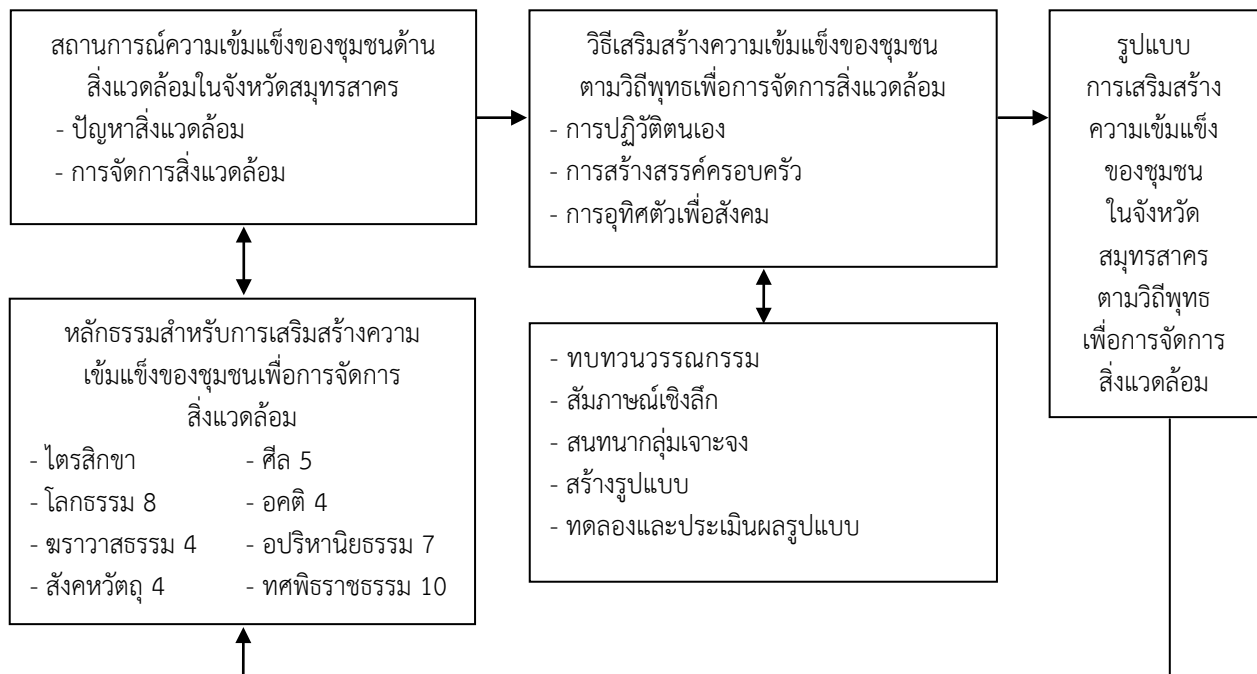 สถานการณ์ความเข้มแข็งของชุมชนด้าน
สิ่งแวดล้อมในจังหวัดสมุทรสาคร
- ปัญหาสิ่งแวดล้อม
- การจัดการสิ่งแวดล้อม
หลักธรรมสำหรับการเสริมสร้างความ
เข้มแข็งของชุมชนเพื่อการจัดการ
สิ่งแวดล้อม
- ไตรสิกขา - ศีล 5
- โลกธรรม 8 - อคติ 4
- ฆราวาสธรรม 4 - อปริหานิยธรรม 7
- สังคหวัตถุ 4 - ทศพิธราชธรรม 10
วิธีเสริมสร้างความเข้มแข็งของชุมชน
ตามวิถีพุทธเพื่อการจัดการสิ่งแวดล้อม
- การปฏิวัติตนเอง
- การสร้างสรรค์ครอบครัว
- การอุทิศตัวเพื่อสังคม
- ทบทวนวรรณกรรม
- สัมภาษณ์เชิงลึก
- สนทนากลุ่มเจาะจง
- สร้างรูปแบบ
- ทดลองและประเมินผลรูปแบบ
รูปแบบ
การเสริมสร้าง
ความเข้มแข็ง
ของชุมชน
ในจังหวัด
สมุทรสาคร
ตามวิถีพุทธ
เพื่อการจัดการ
สิ่งแวดล้อม